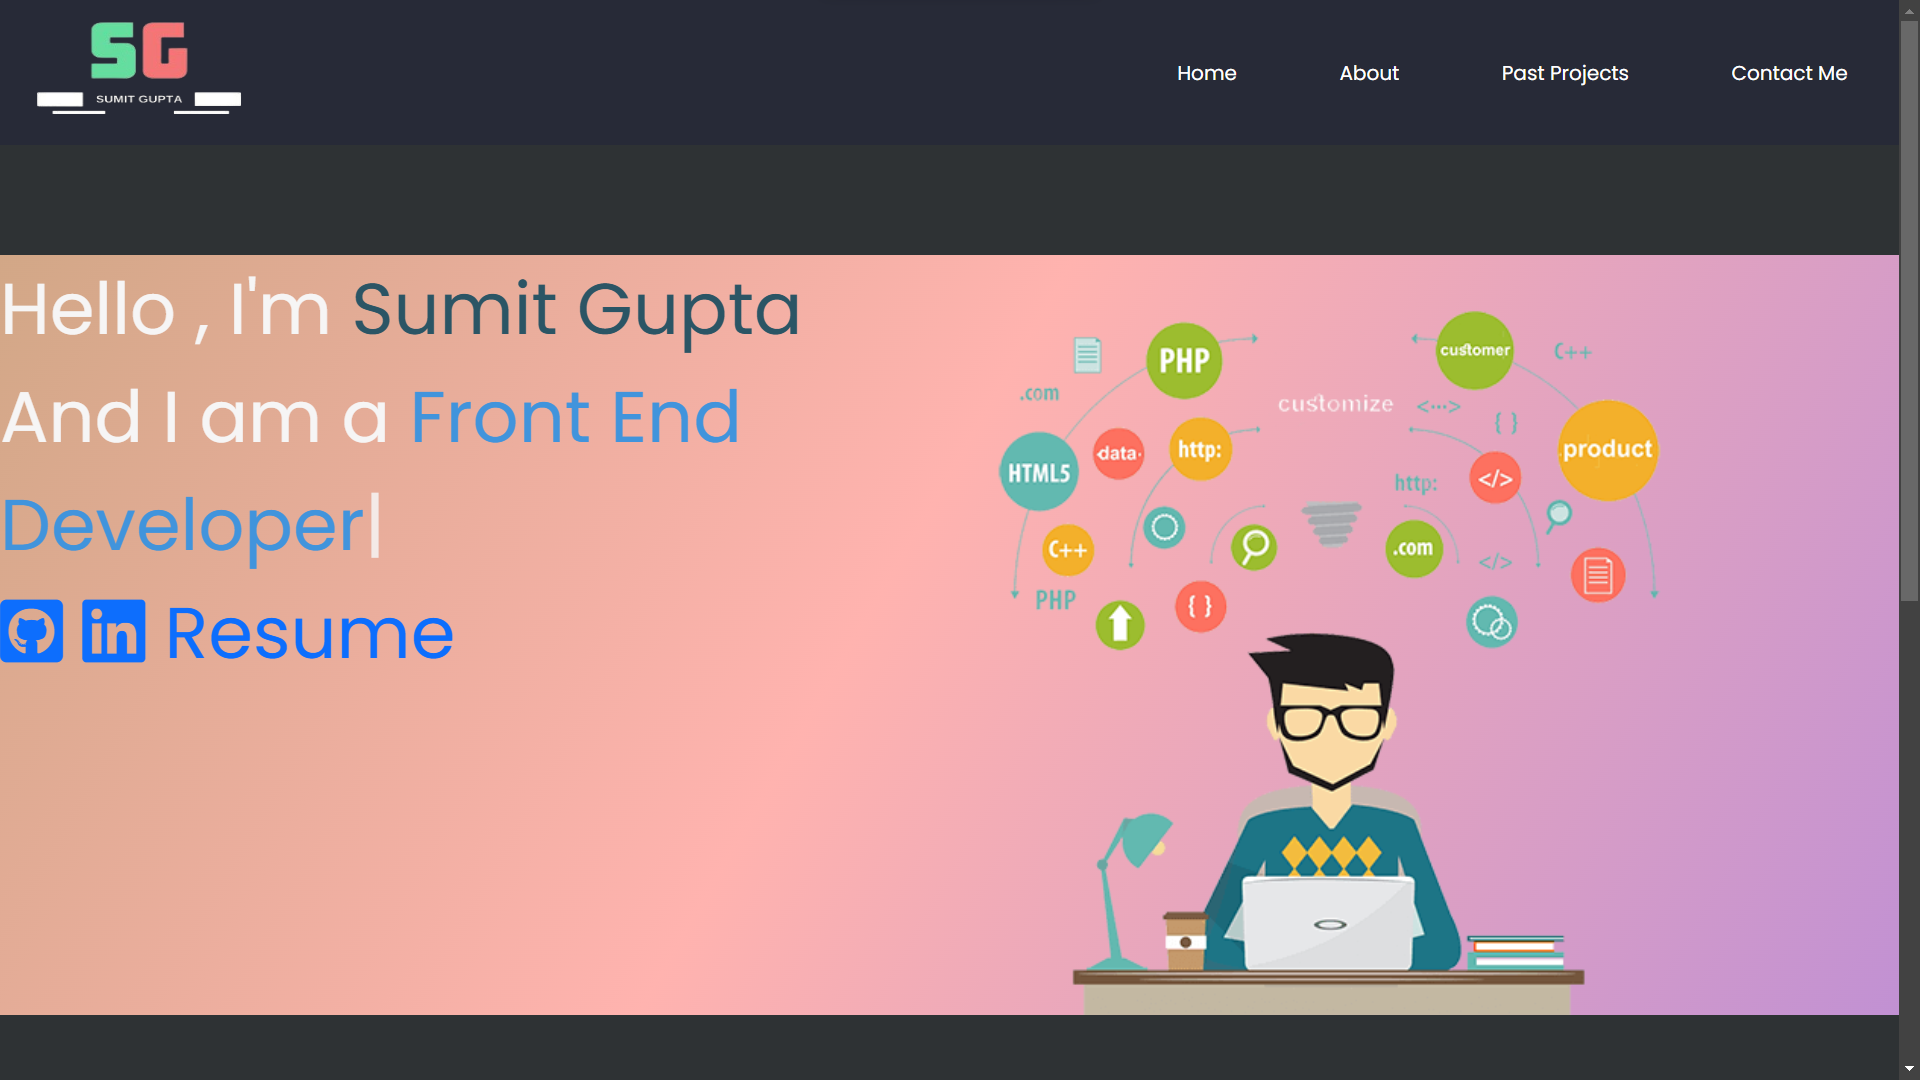 SG
SUMIT GUPTA
Home About Past Projects Contact Me
Hello , I'm Sumit Gupta
And I am a Front End
Developer|
in Resume
PHP
customer
C++
.com
customize
<···>
{ }
product
HTML5
data
http:
http:
</>
C++
.com
</>
PHP
{ }